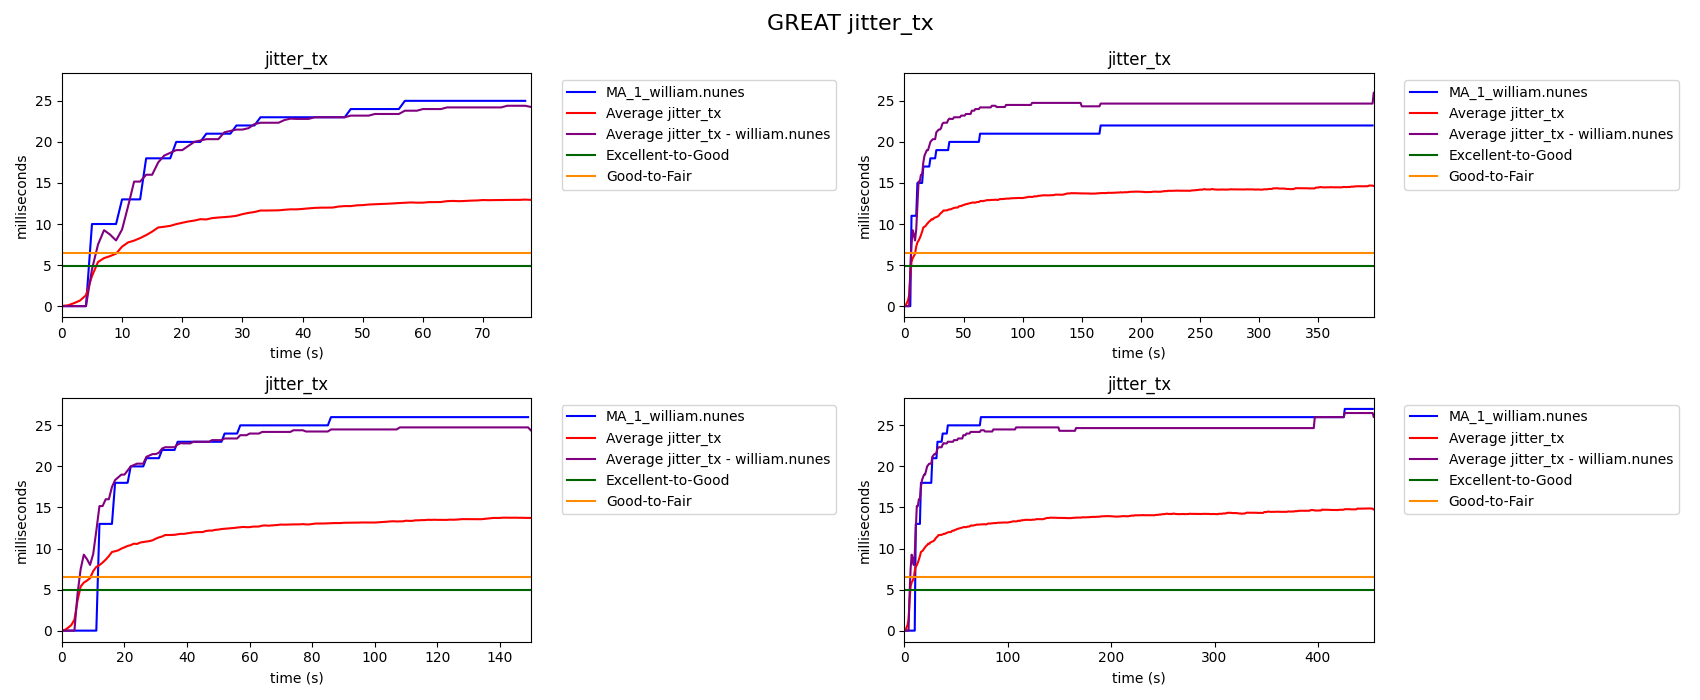 GREAT jitter_tx
jitter_tx
milliseconds
25
20
15
10
5
0
0 10 20 30 40 50 60 70
time (s)
MA_1_william.nunes
Average jitter_tx
Average jitter_tx - william.nunes
Excellent-to-Good
Good-to-Fair
jitter_tx
milliseconds
25
20
15
10
5
0
0 50 100 150 200 250 300 350
time (s)
MA_1_william.nunes
Average jitter_tx
Average jitter_tx - william.nunes
Excellent-to-Good
Good-to-Fair
jitter_tx
milliseconds
25
20
15
10
5
0
0 20 40 60 80 100 120 140
time (s)
MA_1_william.nunes
Average jitter_tx
Average jitter_tx - william.nunes
Excellent-to-Good
Good-to-Fair
jitter_tx
milliseconds
25
20
15
10
5
0
0 100 200 300 400
time (s)
MA_1_william.nunes
Average jitter_tx
Average jitter_tx - william.nunes
Excellent-to-Good
Good-to-Fair